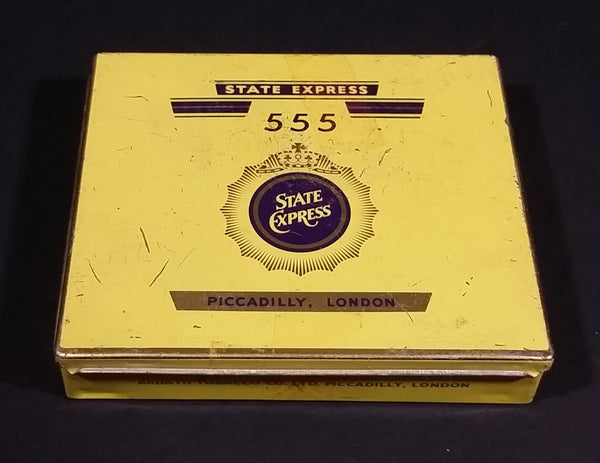 STATE EXPRESS
555
STATE
EXPRESS
PICCADILLY, LONDON
ARDATH TOBACCO CO. LTD. PICCADILLY, LONDON